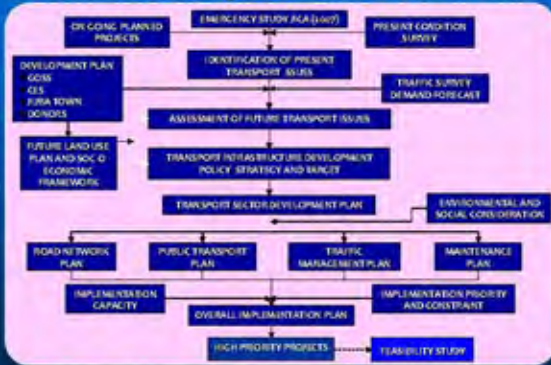 EMERGENCY STUDY JICA (2007)
ON GOING PLANNED
PROJECTS
PRESENT CONDITION
SURVEY
IDENTIFICATION OF PRESENT
TRANSPORT ISSUES
DEVELOPMENT PLAN
GOSS
CES
JUBA TOWN
DONORS
TRAFFIC SURVEY
DEMAND FORECAST
ASSESSMENT OF FUTURE TRANSPORT ISSUES
FUTURE LAND USE
PLAN AND SOCIO
ECONOMIC
FRAMEWORK
TRANSPORT INFRASTRUCTURE DEVELOPMENT
POLICY STRATEGY AND TARGET
TRANSPORT SECTOR DEVELOPMENT PLAN
ENVIRONMENTAL AND
SOCIAL CONSIDERATION
ROAD NETWORK
PLAN
PUBLIC TRANSPORT
PLAN
TRAFFIC
MANAGEMENT PLAN
MAINTENANCE
PLAN
IMPLEMENTATION
CAPACITY
IMPLEMENTATION PRIORITY
AND CONSTRAINT
OVERALL IMPLEMENTATION PLAN
HIGH PRIORITY PROJECTS
FEASIBILITY STUDY